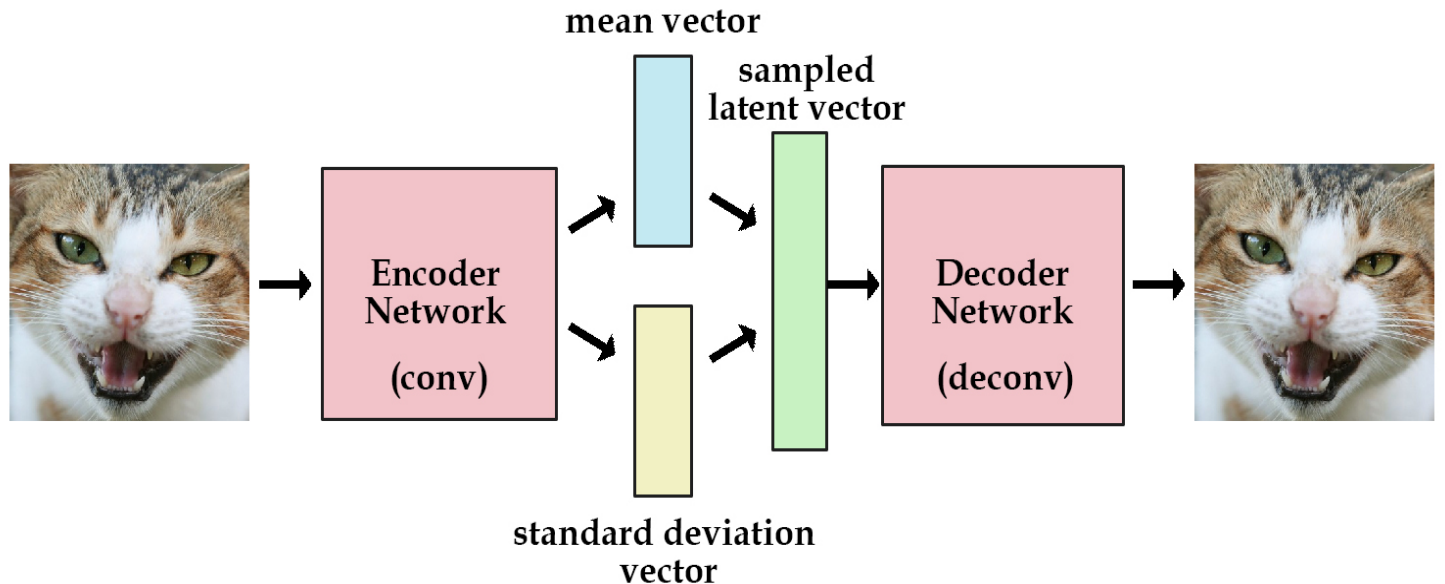 mean vector
sampled
latent vector
Encoder
Network
(conv)
Decoder
Network
(deconv)
standard deviation
vector